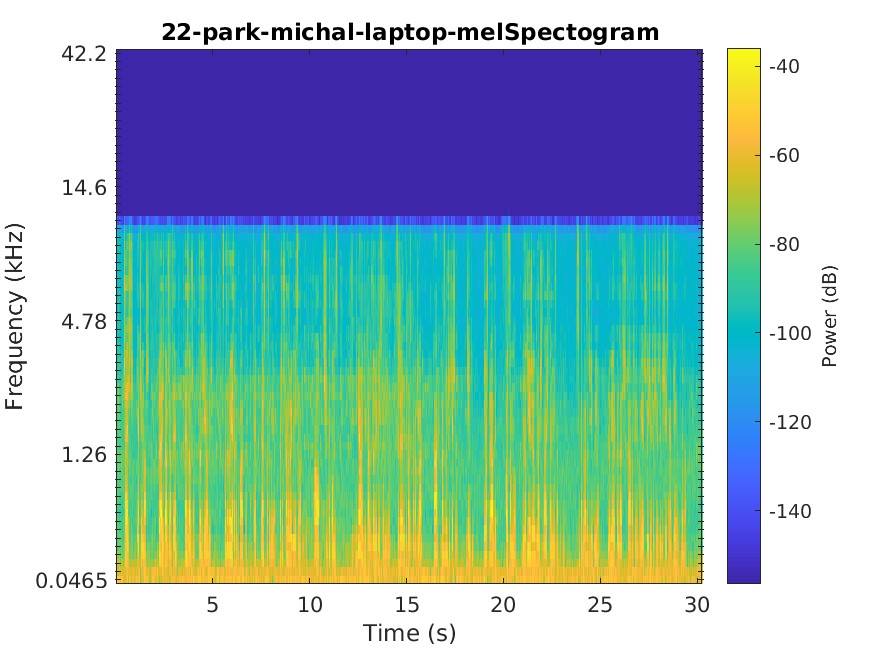 22-park-michal-laptop-melSpectogram
42.2
14.6
4.78
1.26
0.0465
Frequency (kHz)
5 10 15 20 25 30
Time (s)
-40
-60
-80
-100
-120
-140
Power (dB)